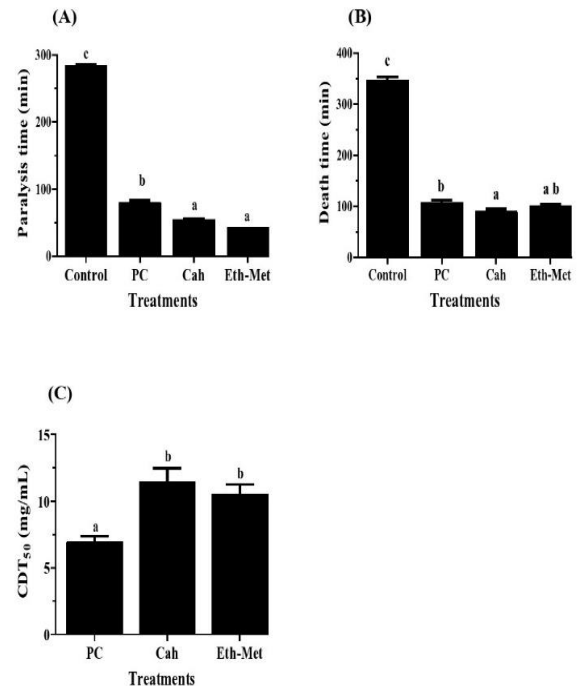 (A)
Paralysis time (min)
300
200
100
0
c
b
a
a
Control PC Cah Eth-Met
Treatments
(B)
Death time (min)
400
300
200
100
0
c
b
a
a b
Control PC Cah Eth-Met
Treatments
(C)
CDT₅₀ (mg/mL)
15
10
5
0
a
b
b
PC Cah Eth-Met
Treatments